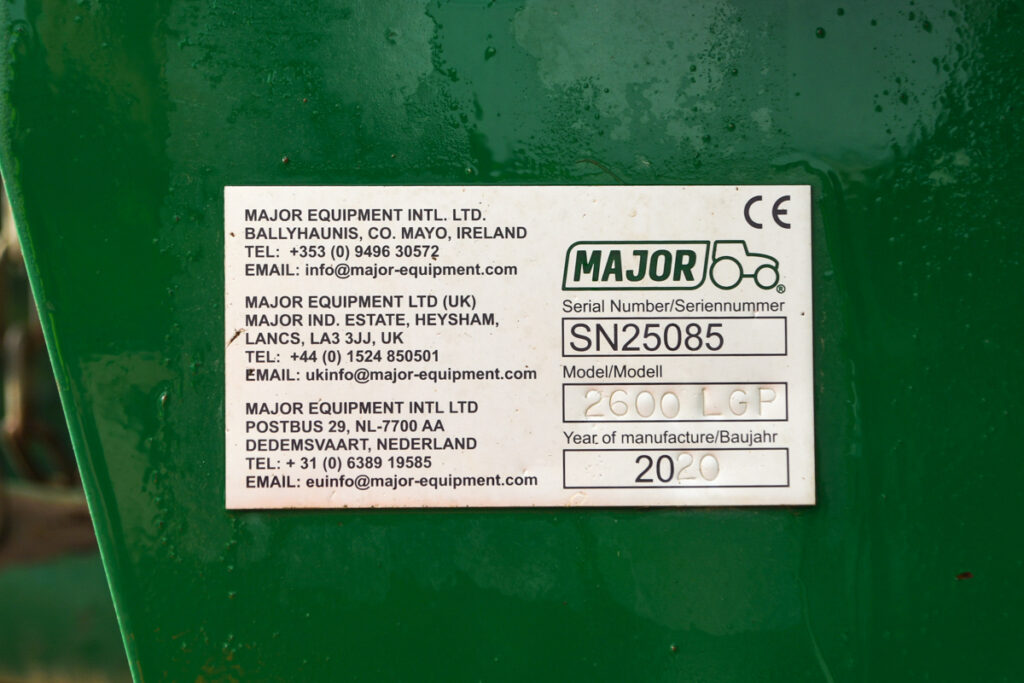 MAJOR EQUIPMENT INTL. LTD.
BALLYHAUNIS, CO. MAYO, IRELAND
TEL: +353 (0) 9496 30572
EMAIL: info@major-equipment.com
MAJOR EQUIPMENT LTD (UK)
MAJOR IND. ESTATE, HEYSHAM,
LANCS, LA3 3JJ, UK
TEL: +44 (0) 1524 850501
EMAIL: ukinfo@major-equipment.com
MAJOR EQUIPMENT INTL LTD
POSTBUS 29, NL-7700 AA
DEDEMSVAART, NEDERLAND
TEL: + 31 (0) 6389 19585
EMAIL: euinfo@major-equipment.com
CE
MAJOR ®
Serial Number/Seriennummer
SN25085
Model/Modell
2600 LGP
Year of manufacture/Baujahr
2020